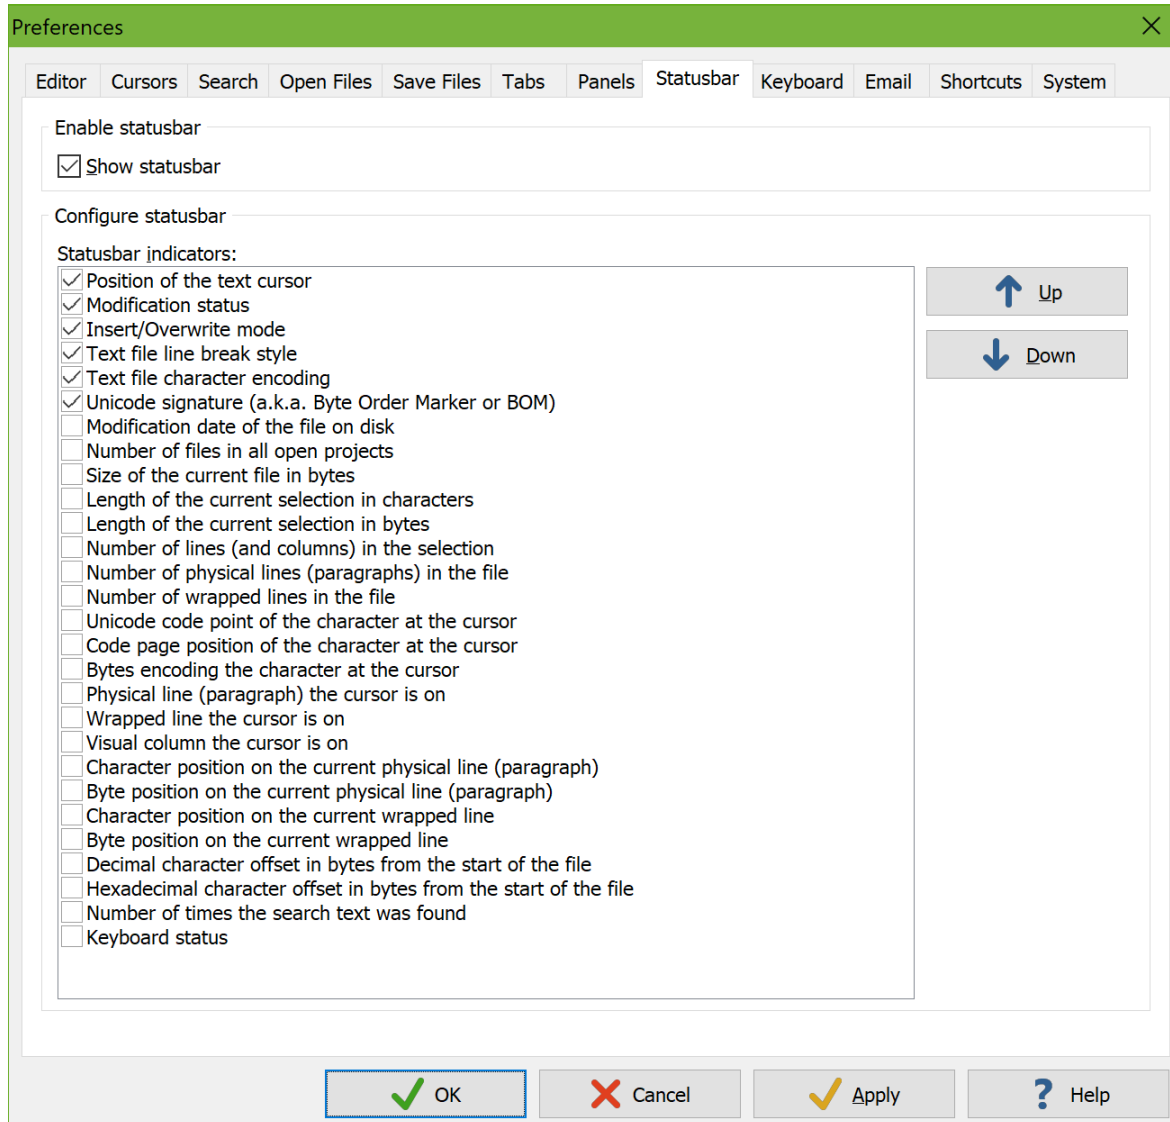 Preferences
Editor Cursors Search Open Files Save Files Tabs Panels Statusbar Keyboard Email Shortcuts System
Enable statusbar
Show statusbar
Configure statusbar
Statusbar indicators:
Position of the text cursor
Modification status
Insert/Overwrite mode
Text file line break style
Text file character encoding
Unicode signature (a.k.a. Byte Order Marker or BOM)
Modification date of the file on disk
Number of files in all open projects
Size of the current file in bytes
Length of the current selection in characters
Length of the current selection in bytes
Number of lines (and columns) in the selection
Number of physical lines (paragraphs) in the file
Number of wrapped lines in the file
Unicode code point of the character at the cursor
Code page position of the character at the cursor
Bytes encoding the character at the cursor
Physical line (paragraph) the cursor is on
Wrapped line the cursor is on
Visual column the cursor is on
Character position on the current physical line (paragraph)
Byte position on the current physical line (paragraph)
Character position on the current wrapped line
Byte position on the current wrapped line
Decimal character offset in bytes from the start of the file
Hexadecimal character offset in bytes from the start of the file
Number of times the search text was found
Keyboard status
Up
Down
OK Cancel Apply Help